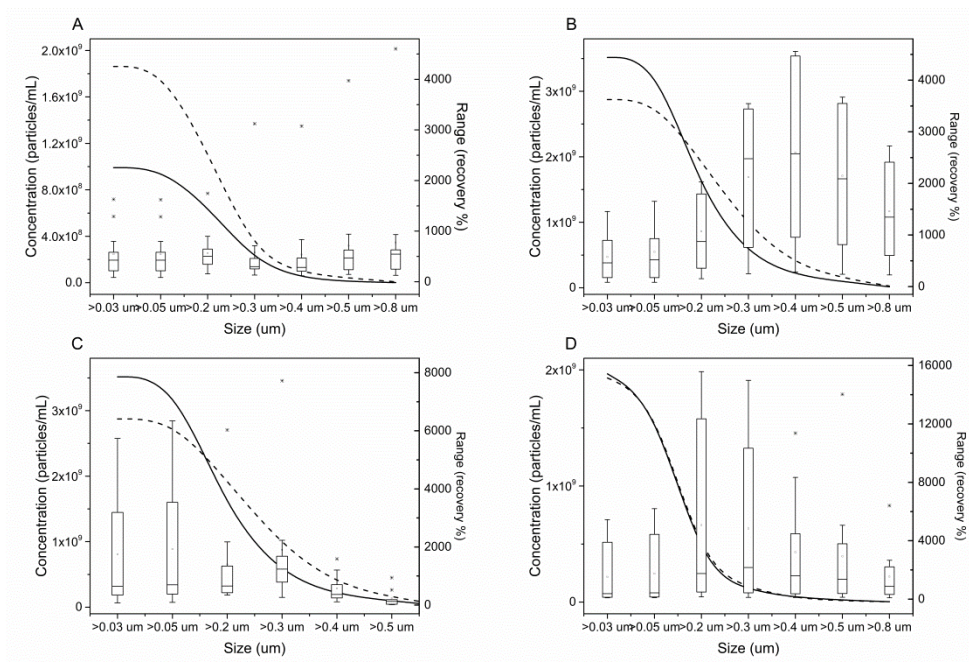 A
Concentration (particles/mL)
2.0x10⁹
1.6x10⁹
1.2x10⁹
8.0x10⁸
4.0x10⁸
0.0
4000
3000
2000
1000
0
Range (recovery %)
>0.03 um >0.05 um >0.2 um >0.3 um >0.4 um >0.5 um >0.8 um
Size (um)
B
Concentration (particles/mL)
3x10⁹
2x10⁹
1x10⁹
0
4000
3000
2000
1000
0
Range (recovery %)
>0.03 um >0.05 um >0.2 um >0.3 um >0.4 um >0.5 um >0.8 um
Size (um)
C
Concentration (particles/mL)
3x10⁹
2x10⁹
1x10⁹
0
8000
6000
4000
2000
0
Range (recovery %)
>0.03 um >0.05 um >0.2 um >0.3 um >0.4 um >0.5 um
Size (um)
D
Concentration (particles/mL)
2x10⁹
1x10⁹
0
16000
12000
8000
4000
0
Range (recovery %)
>0.03 um >0.05 um >0.2 um >0.3 um >0.4 um >0.5 um >0.8 um
Size (um)